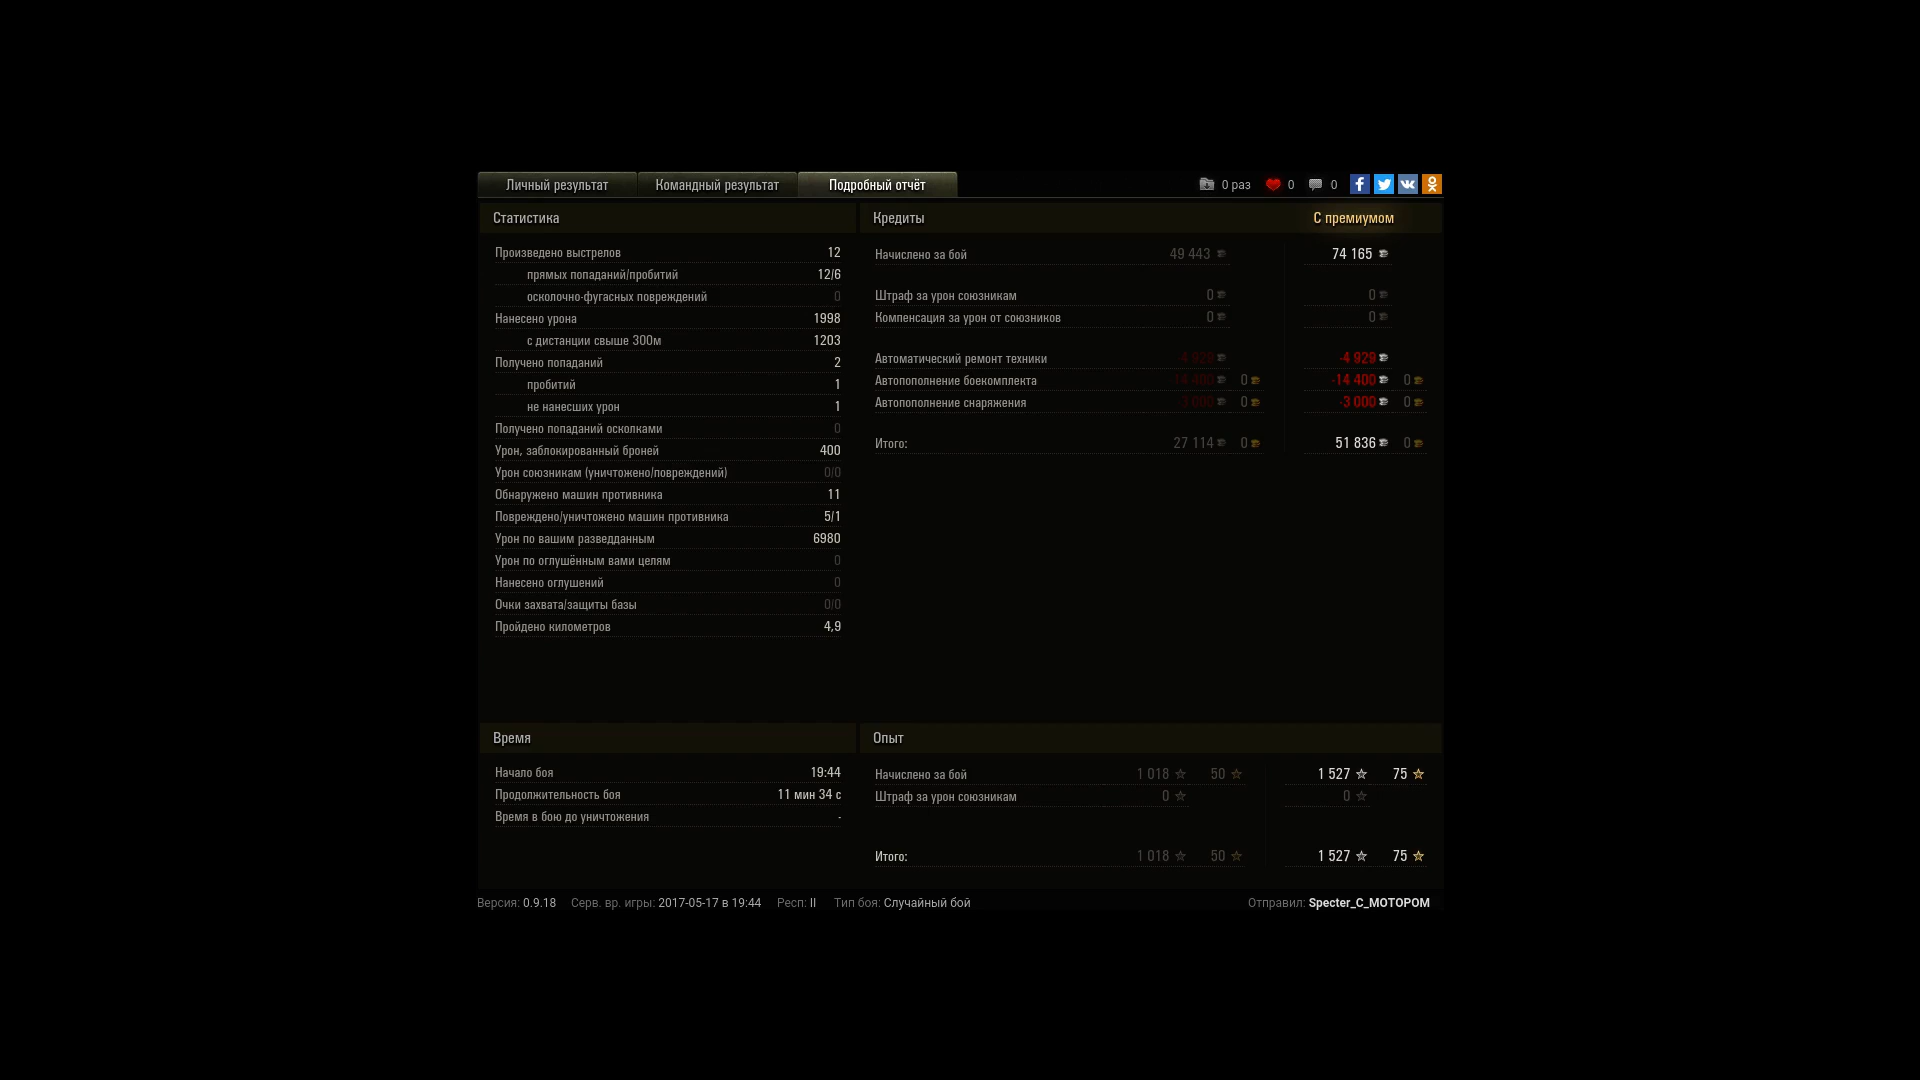 Личный результат Командный результат Подробный отчёт 0 раз 0 0
Статистика
Произведено выстрелов 12
прямых попаданий/пробитий 12/6
осколочно-фугасных повреждений 0
Нанесено урона 1998
с дистанции свыше 300м 1203
Получено попаданий 2
пробитий 1
не нанесших урон 1
Получено попаданий осколками 0
Урон, заблокированный броней 400
Урон союзникам (уничтожено/повреждений) 0/0
Обнаружено машин противника 11
Повреждено/уничтожено машин противника 5/1
Урон по вашим разведданным 6980
Урон по оглушённым вами целям 0
Нанесено оглушений 0
Очки захвата/защиты базы 0/0
Пройдено километров 4,9
Кредиты С премиумом
Начислено за бой 49 443 74 165
Штраф за урон союзникам 0 0
Компенсация за урон от союзников 0 0
Автоматический ремонт техники -4 929 -4 929
Автопополнение боекомплекта -14 400 0 -14 400 0
Автопополнение снаряжения -3 000 0 -3 000 0
Итого: 27 114 0 51 836 0
Время
Начало боя 19:44
Продолжительность боя 11 мин 34 с
Время в бою до уничтожения -
Опыт
Начислено за бой 1 018 50 1 527 75
Штраф за урон союзникам 0 0
Итого: 1 018 50 1 527 75
Версия: 0.9.18 Серв. вр. игры: 2017-05-17 в 19:44 Респ: II Тип боя: Случайный бой Отправил: Specter_C_MOTOPOM